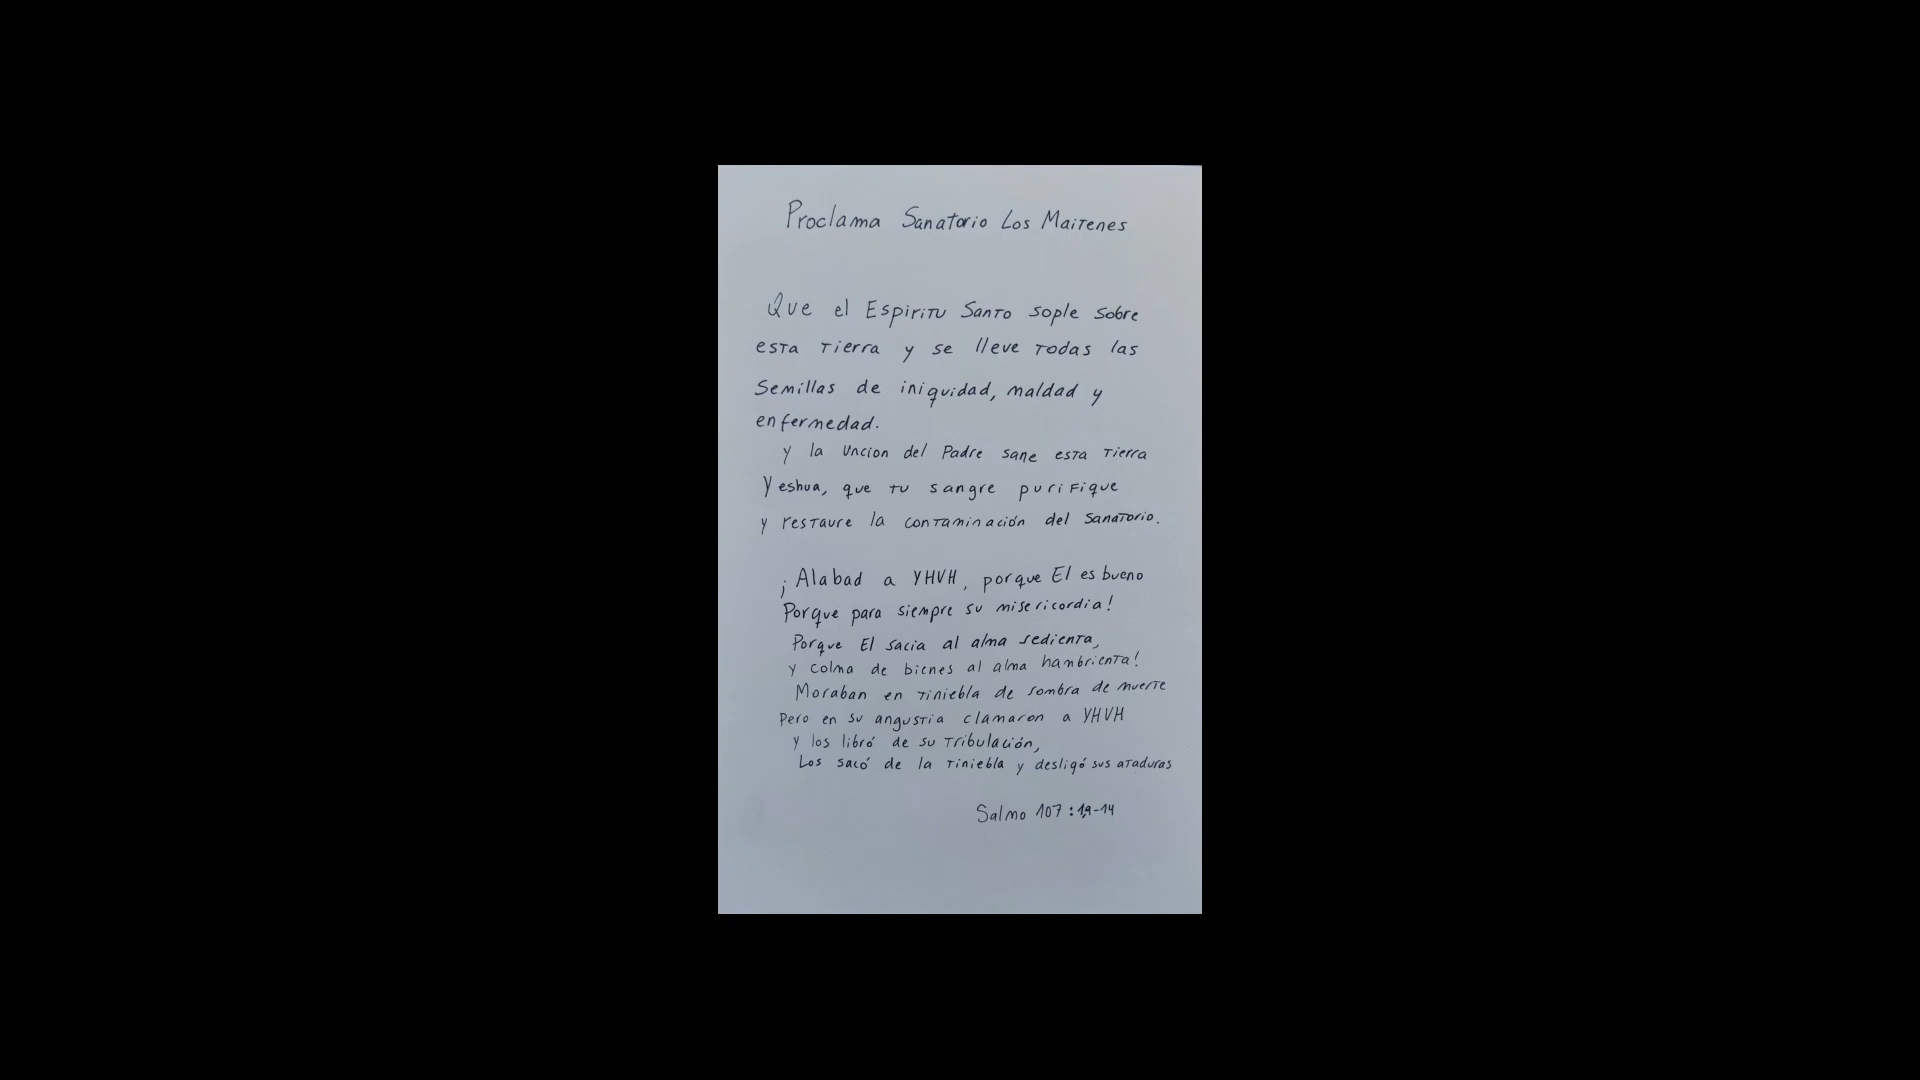 Proclama Sanatorio Los Maitenes
Que el Espiritu Santo sople sobre
esta tierra y se lleve todas las
semillas de iniquidad, maldad y
enfermedad.
y la Uncion del Padre sane esta tierra
Yeshua, que tu sangre purifique
y restaure la contaminación del sanatorio.
¡Alabad a YHVH, porque El es bueno
Porque para siempre su misericordia!
Porque El sacia al alma sedienta,
y colma de bienes al alma hambrienta!
Moraban en tiniebla de sombra de muerte
Pero en su angustia clamaron a YHVH
y los libró de su tribulación,
Los sacó de la tiniebla y desligó sus ataduras
Salmo 107 : 1,9-14